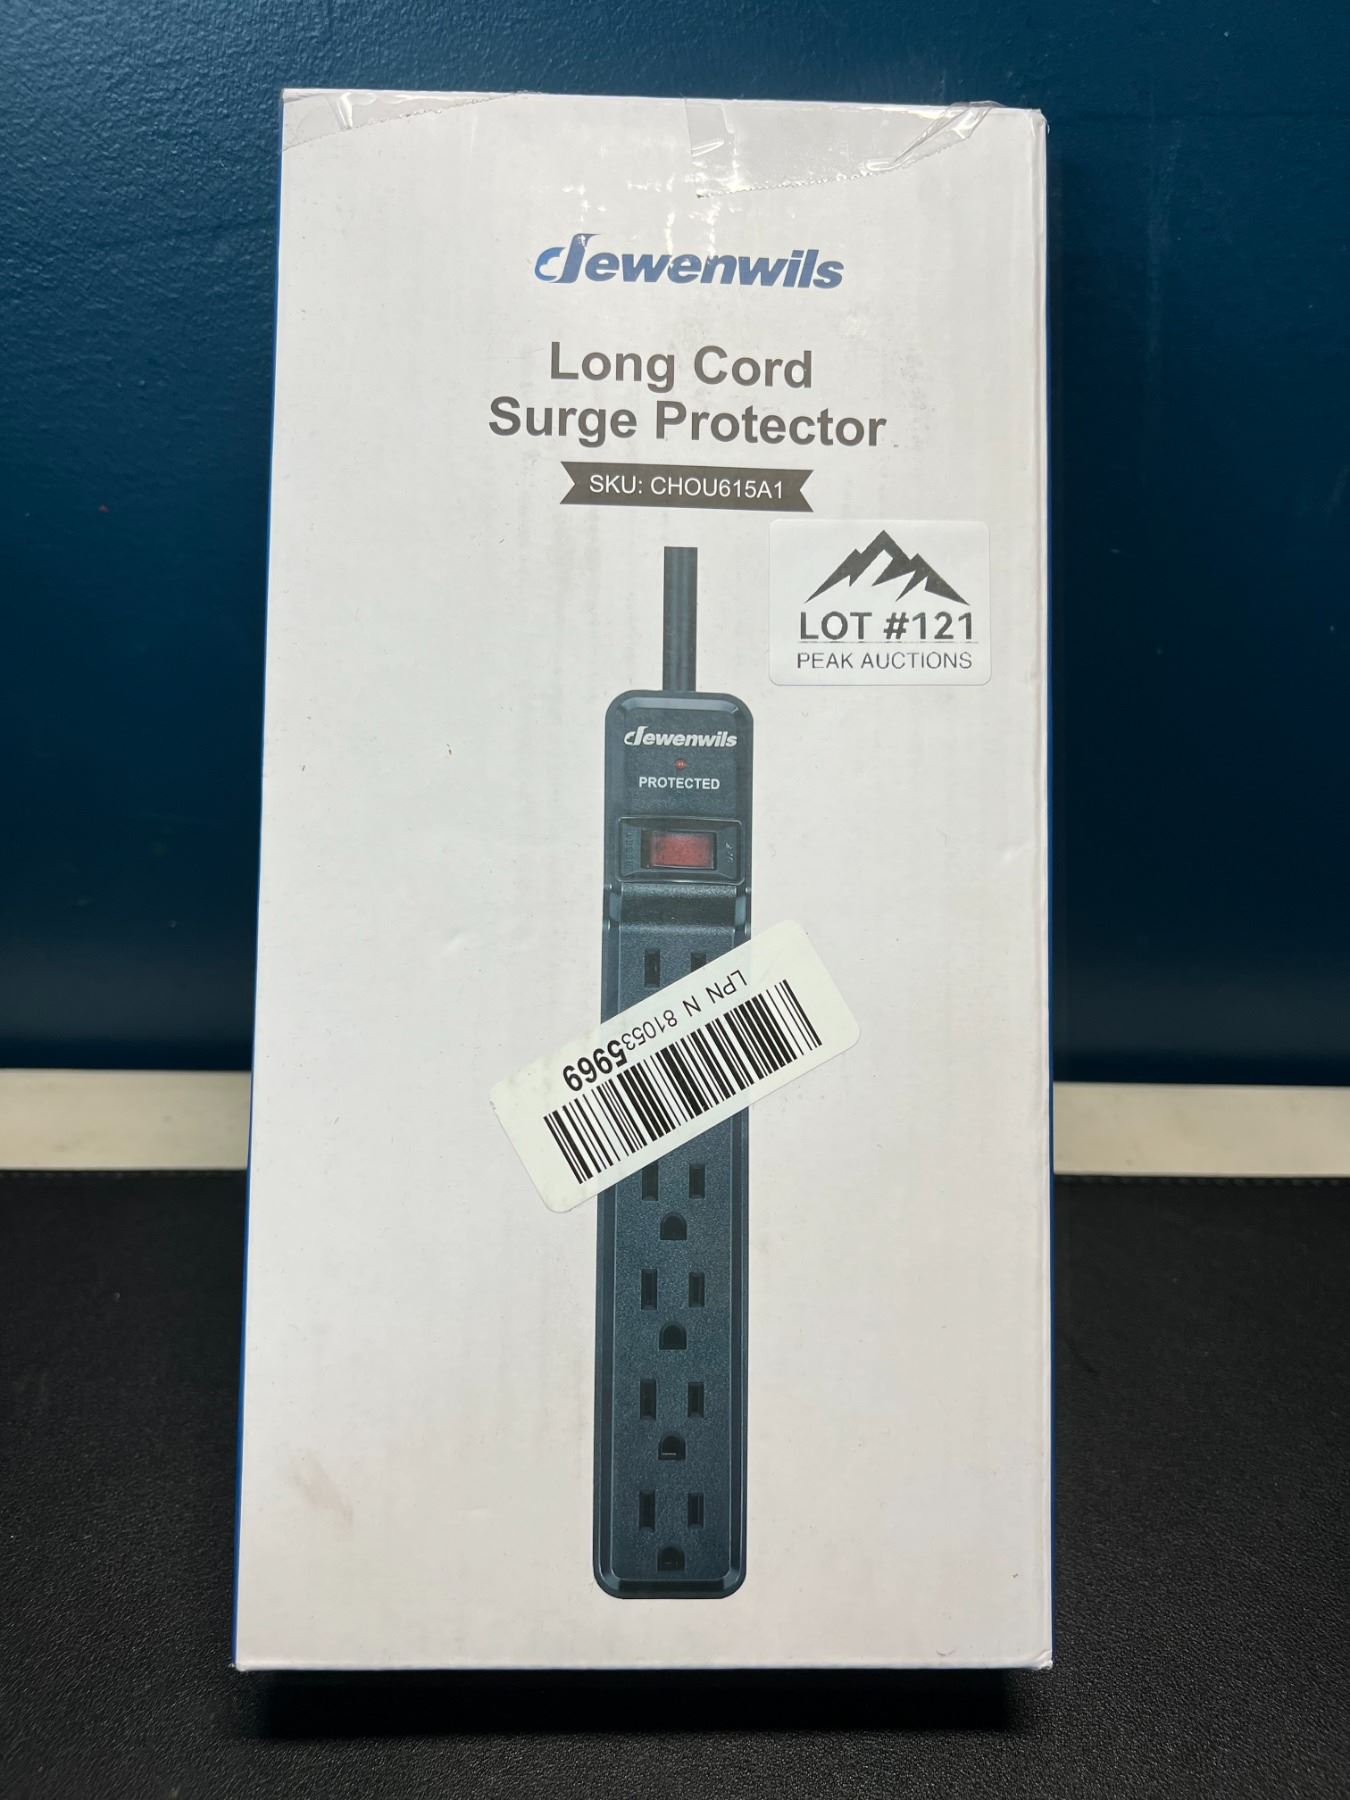 Dewenwils
Long Cord
Surge Protector
SKU: CHOU615A1
LOT #121
PEAK AUCTIONS
Dewenwils
PROTECTED
LPN N 810535969